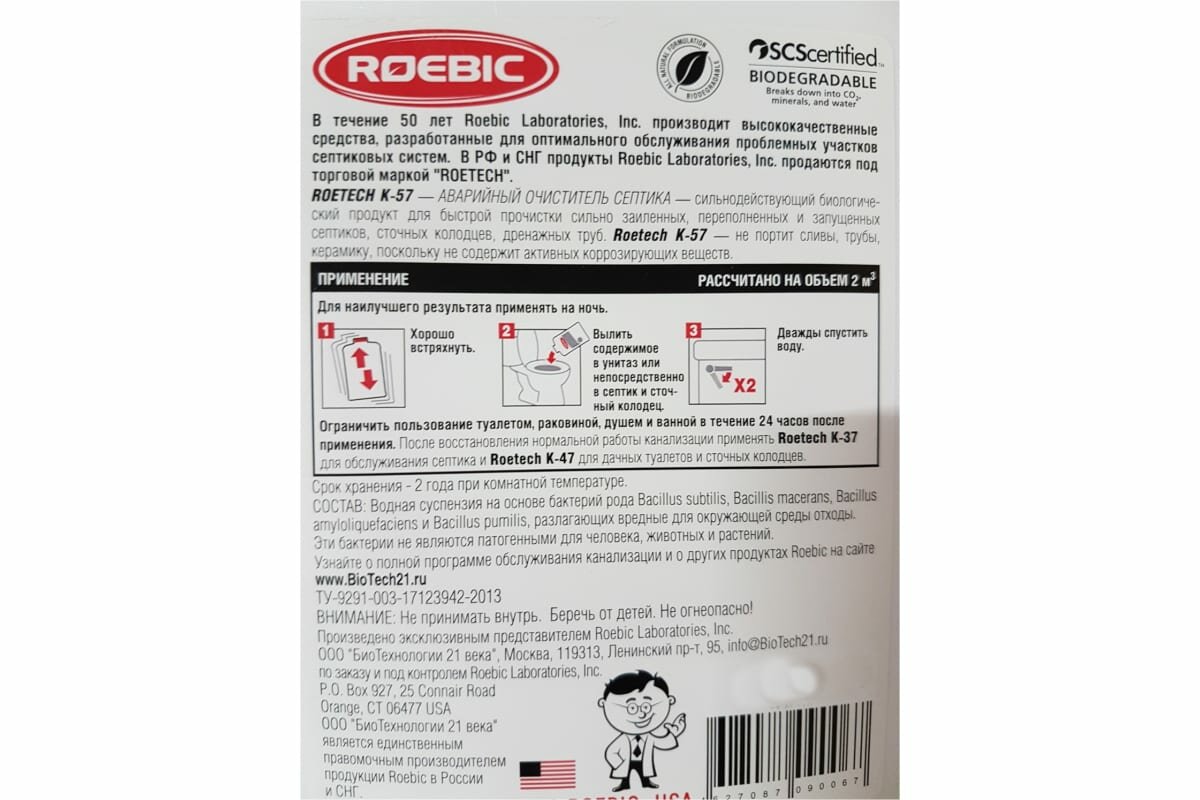 ROEBIC
ALL NATURAL FORMULATION
BIODEGRADABLE
SCScertified™
BIODEGRADABLE
Breaks down into CO₂,
minerals, and water
В течение 50 лет Roebic Laboratories, Inc. производит высококачественные
средства, разработанные для оптимального обслуживания проблемных участков
септиковых систем. В РФ и СНГ продукты Roebic Laboratories, Inc. продаются под
торговой маркой "ROETECH".
ROETECH K-57 — АВАРИЙНЫЙ ОЧИСТИТЕЛЬ СЕПТИКА — сильнодействующий биологиче-
ский продукт для быстрой прочистки сильно заиленных, переполненных и запущенных
септиков, сточных колодцев, дренажных труб. Roetech K-57 — не портит сливы, трубы,
керамику, поскольку не содержит активных коррозирующих веществ.
ПРИМЕНЕНИЕ РАССЧИТАНО НА ОБЪЕМ 2 м³
Для наилучшего результата применять на ночь.
1 Хорошо
встряхнуть.
2 Вылить
содержимое
в унитаз или
непосредственно
в септик и сточ-
ный колодец.
3 Дважды спустить
воду.
X2
Ограничить пользование туалетом, раковиной, душем и ванной в течение 24 часов после
применения. После восстановления нормальной работы канализации применять Roetech K-37
для обслуживания септика и Roetech K-47 для дачных туалетов и сточных колодцев.
Срок хранения - 2 года при комнатной температуре.
СОСТАВ: Водная суспензия на основе бактерий рода Bacillus subtilis, Bacillis macerans, Bacillus
amyloliquefaciens и Bacillus pumilis, разлагающих вредные для окружающей среды отходы.
Эти бактерии не являются патогенными для человека, животных и растений.
Узнайте о полной программе обслуживания канализации и о других продуктах Roebic на сайте
www.BioTech21.ru
ТУ-9291-003-17123942-2013
ВНИМАНИЕ: Не принимать внутрь. Беречь от детей. Не огнеопасно!
Произведено эксклюзивным представителем Roebic Laboratories, Inc.
ООО "БиоТехнологии 21 века", Москва, 119313, Ленинский пр-т, 95, info@BioTech21.ru
по заказу и под контролем Roebic Laboratories, Inc.
P.O. Box 927, 25 Connair Road
Orange, CT 06477 USA
ООО "БиоТехнологии 21 века"
является единственным
правомочным производителем
продукции Roebic в России
и СНГ.
ROEBIC, USA
4 627087 090067